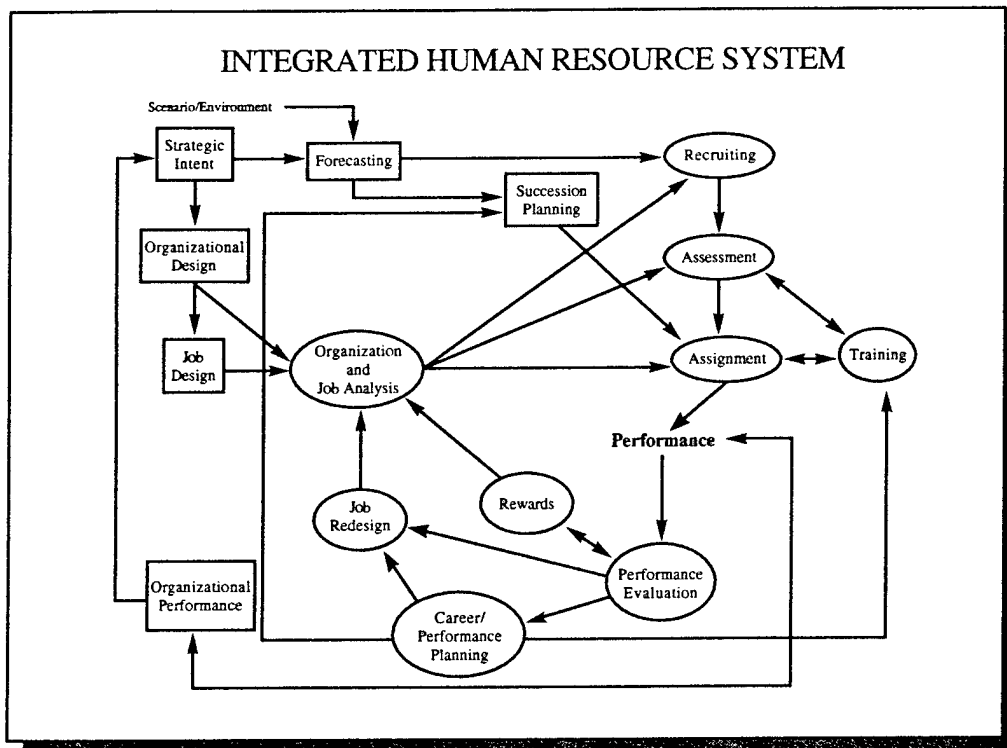 INTEGRATED HUMAN RESOURCE SYSTEM
Scenario/Environment
Strategic
Intent
Forecasting
Recruiting
Succession
Planning
Organizational
Design
Assessment
Job
Design
Organization
and
Job Analysis
Assignment
Training
Performance
Job
Redesign
Rewards
Organizational
Performance
Performance
Evaluation
Career/
Performance
Planning